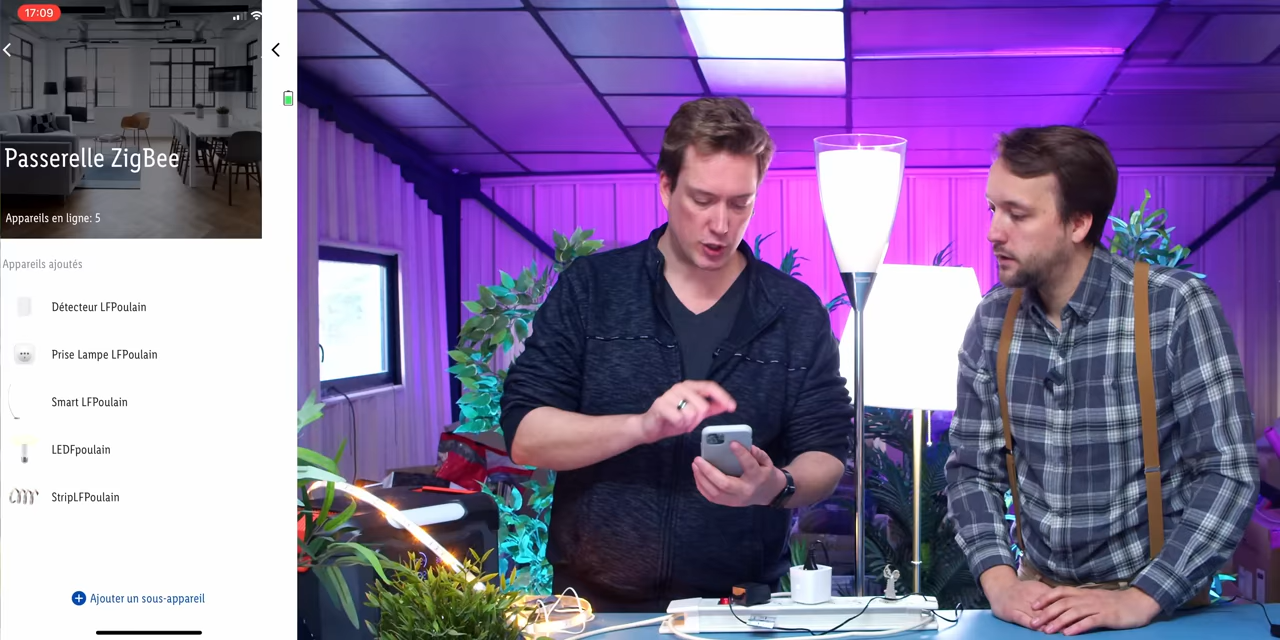 17:09
Passerelle ZigBee
Appareils en ligne: 5
Appareils ajoutés
Détecteur LFPoulain
Prise Lampe LFPoulain
Smart LFPoulain
LEDFpoulain
StripLFPoulain
Ajouter un sous-appareil